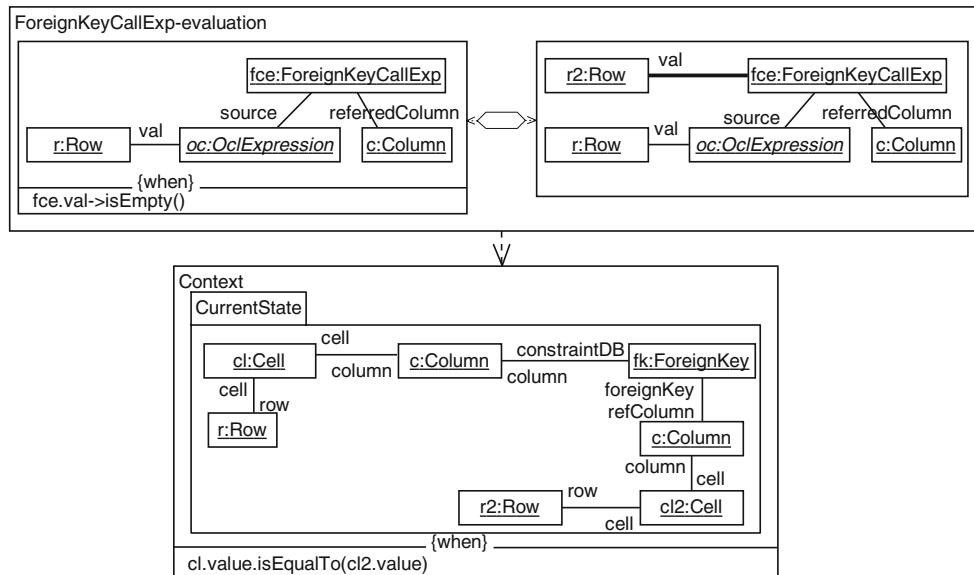 ForeignKeyCallExp-evaluation
fce:ForeignKeyCallExp
source
referredColumn
val
r:Row
oc:OclExpression
c:Column
{when}
fce.val->isEmpty()
val
r2:Row
fce:ForeignKeyCallExp
source
referredColumn
val
r:Row
oc:OclExpression
c:Column
Context
CurrentState
cell
constraintDB
cl:Cell
c:Column
fk:ForeignKey
column
column
cell
foreignKey
row
refColumn
r:Row
c:Column
column
cell
row
r2:Row
cl2:Cell
cell
{when}
cl.value.isEqualTo(cl2.value)